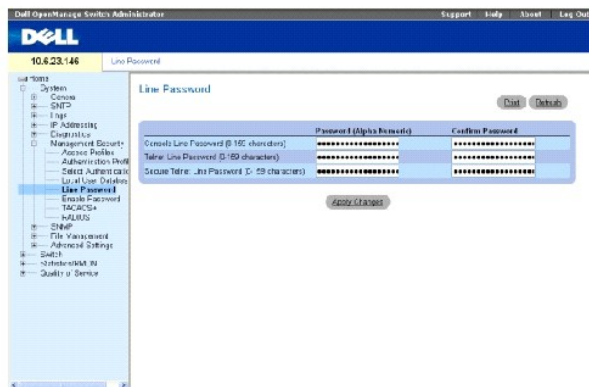 Dell OpenManage Switch Administrator
Support Help About Log Out
DELL
10.6.23.146
Line Password
Home
System
General
SNTP
Logs
IP Addressing
Diagnostics
Management Security
Access Profiles
Authentication Profil
Select Authenticatio
Local User Databas
Line Password
Enable Password
TACACS+
RADIUS
SNMP
File Management
Advanced Settings
Switch
Statistics/RMON
Quality of Service
Line Password
Print Refresh
Password (Alpha Numeric) Confirm Password
Console Line Password (0-159 characters)
Telnet Line Password (0-159 characters)
Secure Telnet Line Password (0-159 characters)
Apply Changes